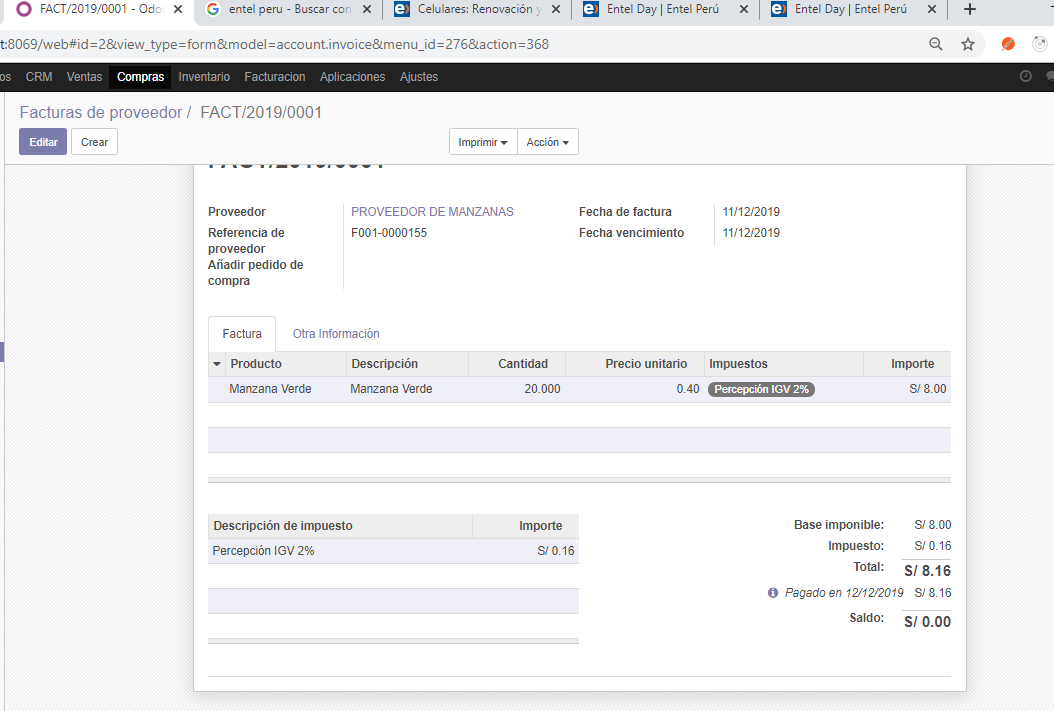 FACT/2019/0001 - Odo
entel peru - Buscar con
Celulares: Renovación y
Entel Day | Entel Perú
Entel Day | Entel Perú
t:8069/web#id=2&view_type=form&model=account.invoice&menu_id=276&action=368
os CRM Ventas Compras Inventario Facturacion Aplicaciones Ajustes
Facturas de proveedor / FACT/2019/0001
Editar Crear Imprimir Acción
FACT/2019/0001
Proveedor PROVEEDOR DE MANZANAS Fecha de factura 11/12/2019
Referencia de F001-0000155 Fecha vencimiento 11/12/2019
proveedor
Añadir pedido de
compra
Factura Otra Información
Producto Descripción Cantidad Precio unitario Impuestos Importe
Manzana Verde Manzana Verde 20.000 0.40 Percepción IGV 2% S/ 8.00
Descripción de impuesto Importe Base imponible: S/ 8.00
Percepción IGV 2% S/ 0.16 Impuesto: S/ 0.16
Total: S/ 8.16
Pagado en 12/12/2019 S/ 8.16
Saldo: S/ 0.00